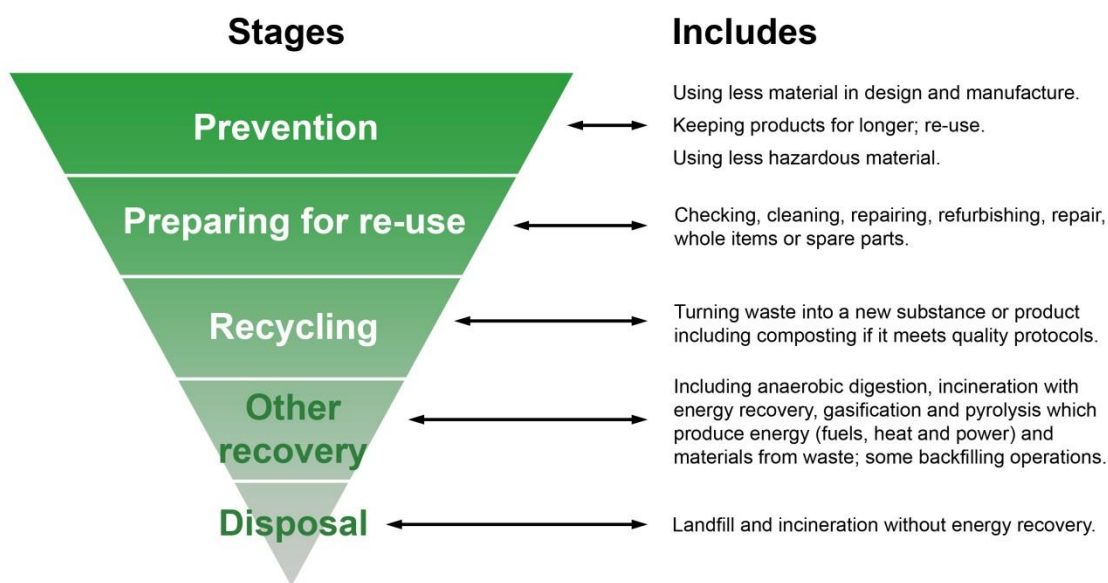 Stages
Includes
Prevention
Using less material in design and manufacture.
Keeping products for longer; re-use.
Using less hazardous material.
Preparing for re-use
Checking, cleaning, repairing, refurbishing, repair,
whole items or spare parts.
Recycling
Turning waste into a new substance or product
including composting if it meets quality protocols.
Other
recovery
Including anaerobic digestion, incineration with
energy recovery, gasification and pyrolysis which
produce energy (fuels, heat and power) and
materials from waste; some backfilling operations.
Disposal
Landfill and incineration without energy recovery.